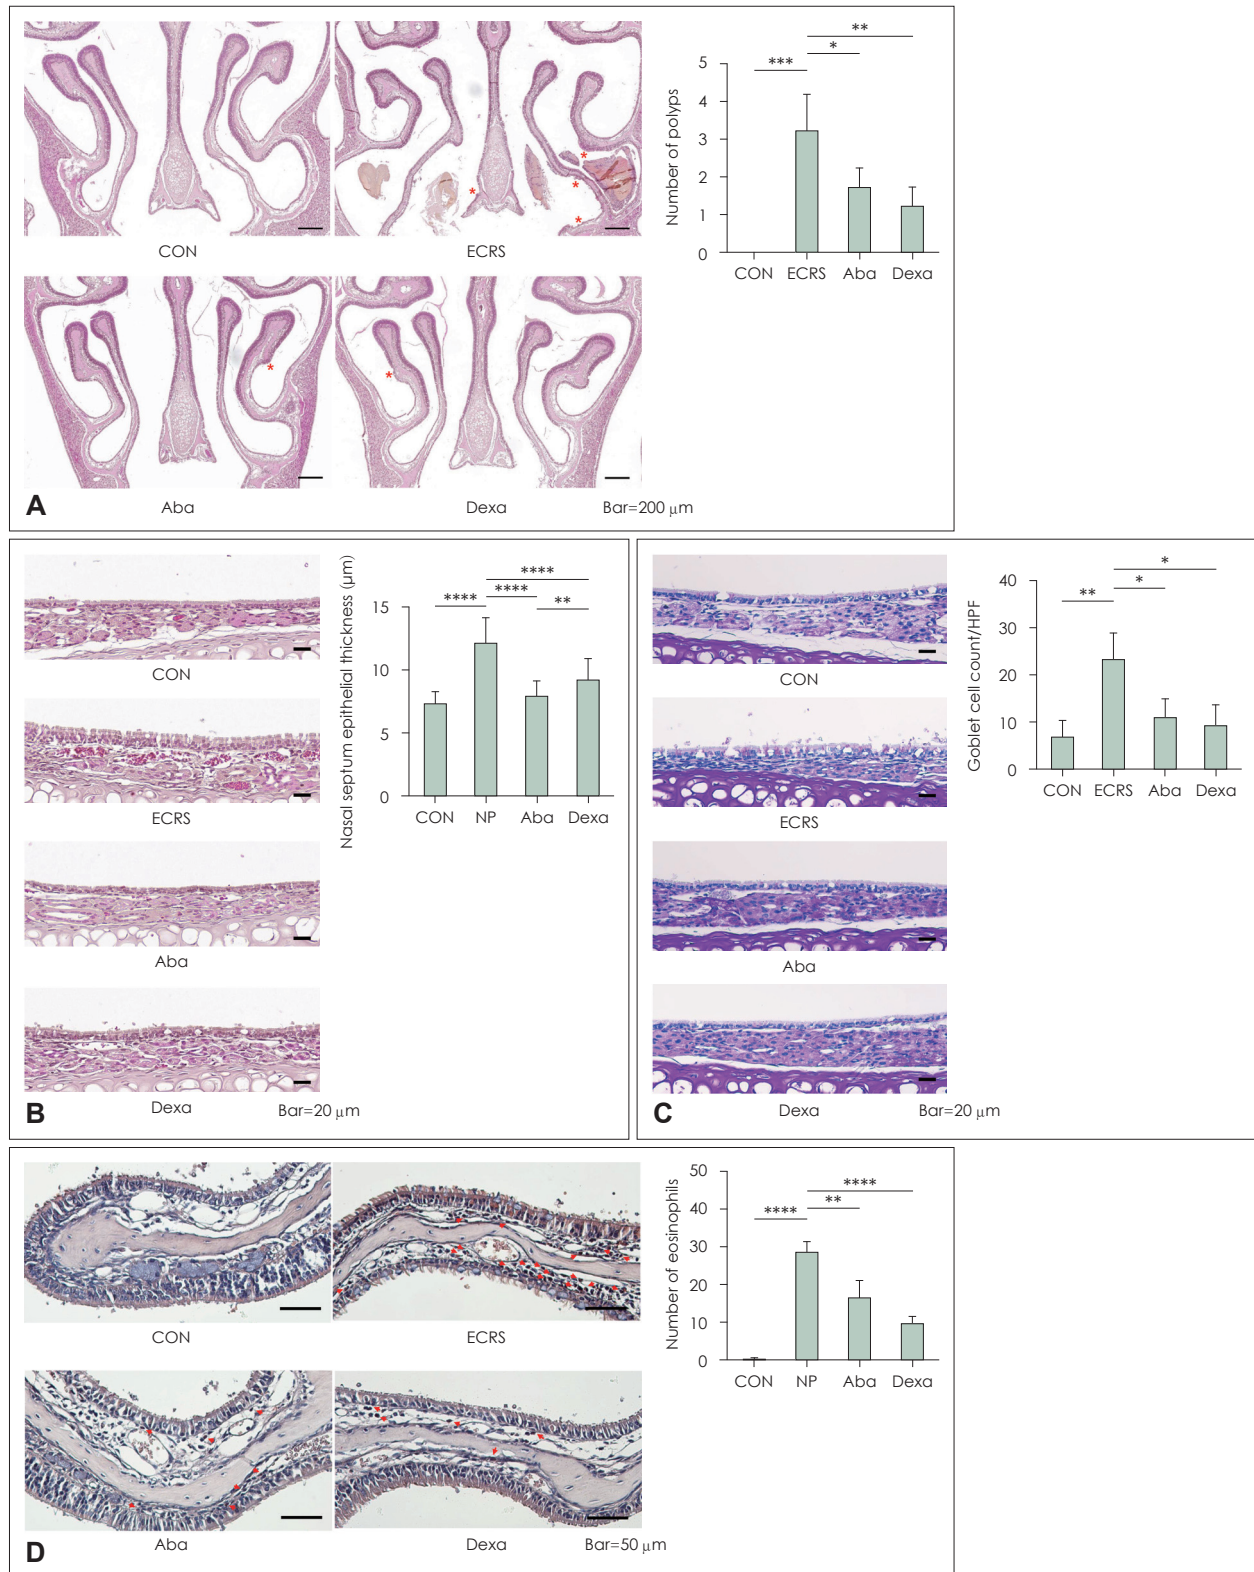 CON
ECRS
Aba
Dexa
Bar=200 μm
A
Number of polyps
***
*
**
5
4
3
2
1
0
CON ECRS Aba Dexa
CON
ECRS
Aba
Dexa
Bar=20 μm
B
Nasal septum epithelial thickness (μm)
****
****
****
**
15
10
5
0
CON NP Aba Dexa
CON
ECRS
Aba
Dexa
Bar=20 μm
C
Goblet cell count/HPF
*
*
**
40
30
20
10
0
CON ECRS Aba Dexa
CON
ECRS
Aba
Dexa
Bar=50 μm
D
Number of eosinophils
****
**
****
50
40
30
20
10
0
CON NP Aba Dexa